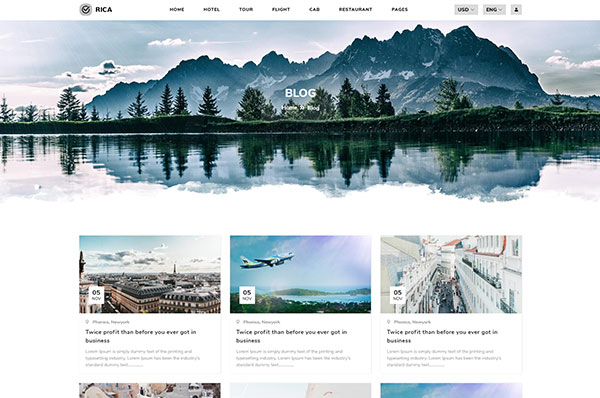 RICA
HOME HOTEL TOUR FLIGHT CAB RESTAURANT PAGES
USD ENG
BLOG
Home Blog
05
NOV
05
NOV
05
NOV
Phoenca, Newyork
Twice profit than before you ever got in
business
Lorem Ipsum is simply dummy text of the printing and
typesetting industry. Lorem Ipsum has been the industry's
standard dummy text.............
Phoenca, Newyork
Twice profit than before you ever got in
business
Lorem Ipsum is simply dummy text of the printing and
typesetting industry. Lorem Ipsum has been the industry's
standard dummy text.............
Phoenca, Newyork
Twice profit than before you ever got in
business
Lorem Ipsum is simply dummy text of the printing and
typesetting industry. Lorem Ipsum has been the industry's
standard dummy text.............